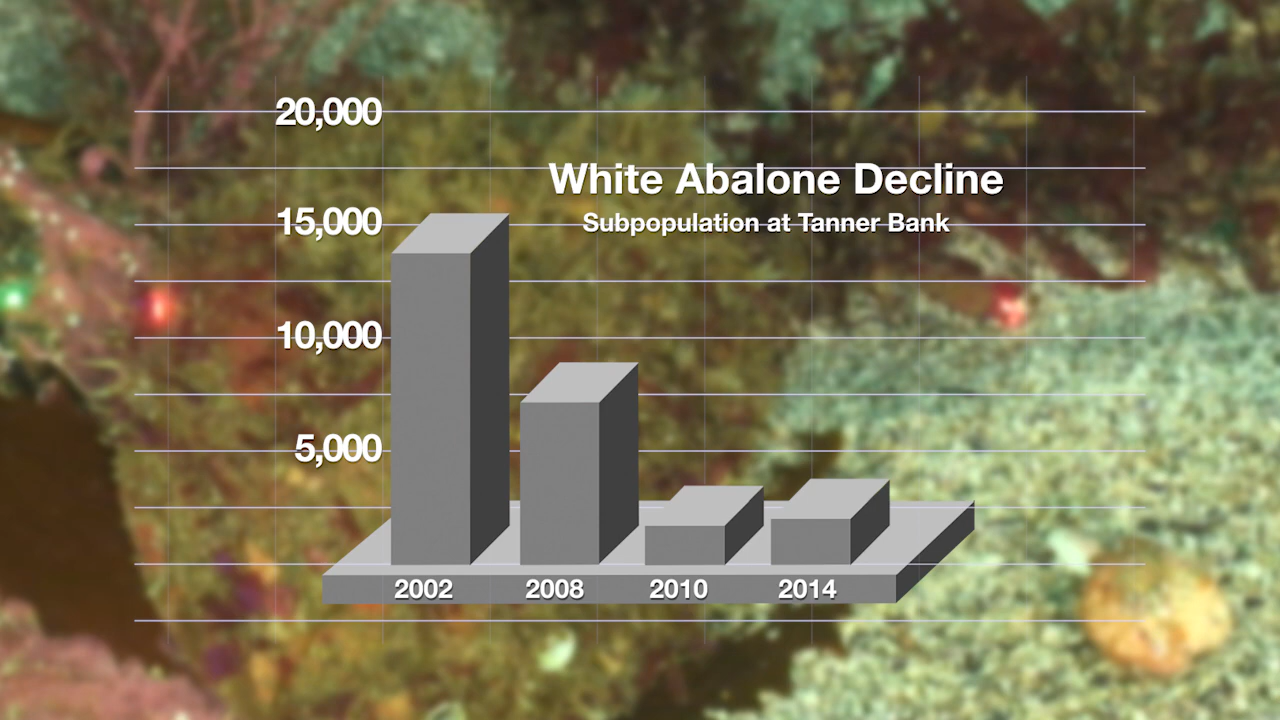 20,000
White Abalone Decline
Subpopulation at Tanner Bank
15,000
10,000
5,000
2002 2008 2010 2014